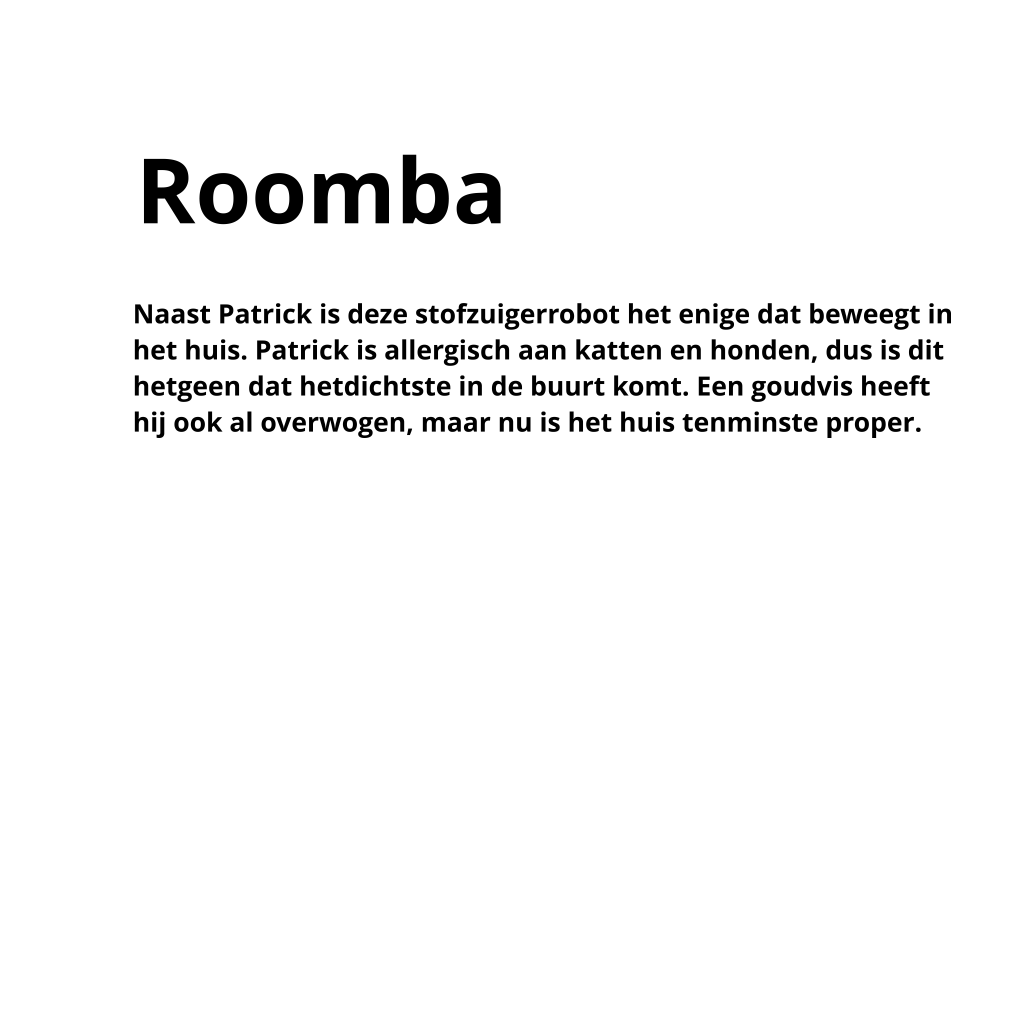 Roomba
Naast Patrick is deze stofzuigerrobot het enige dat beweegt in
het huis. Patrick is allergisch aan katten en honden, dus is dit
hetgeen dat hetdichtste in de buurt komt. Een goudvis heeft
hij ook al overwogen, maar nu is het huis tenminste proper.